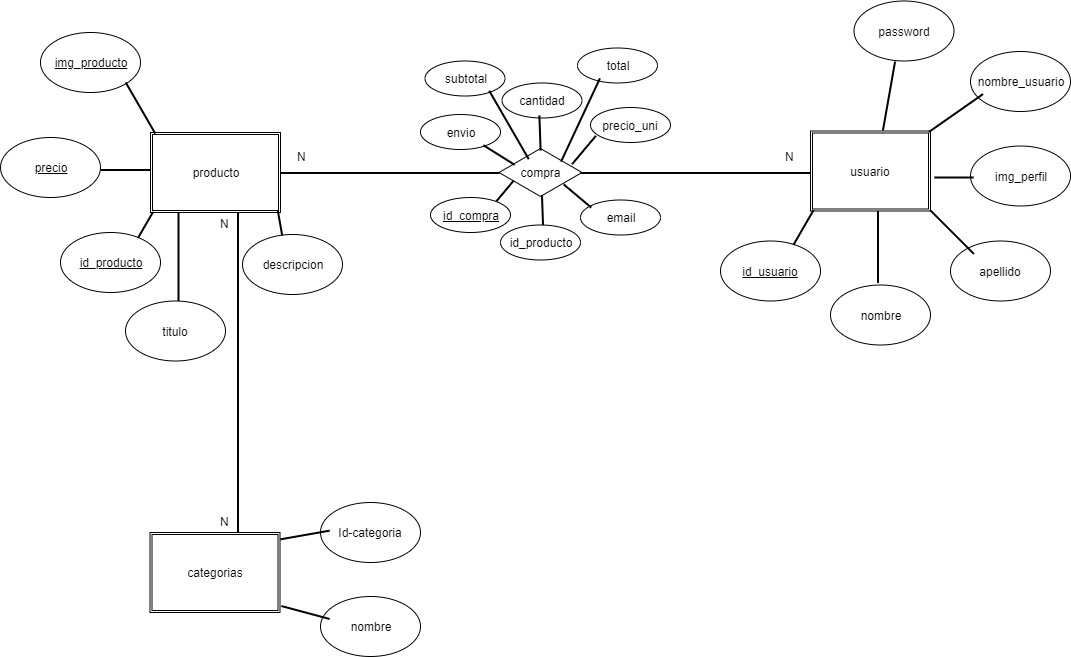 password
img_producto
total
subtotal
nombre_usuario
cantidad
precio_uni
envio
N
N
precio
producto
compra
usuario
img_perfil
id_compra
email
N
id_producto
id_producto
descripcion
id_usuario
apellido
nombre
titulo
N
Id-categoria
categorias
nombre